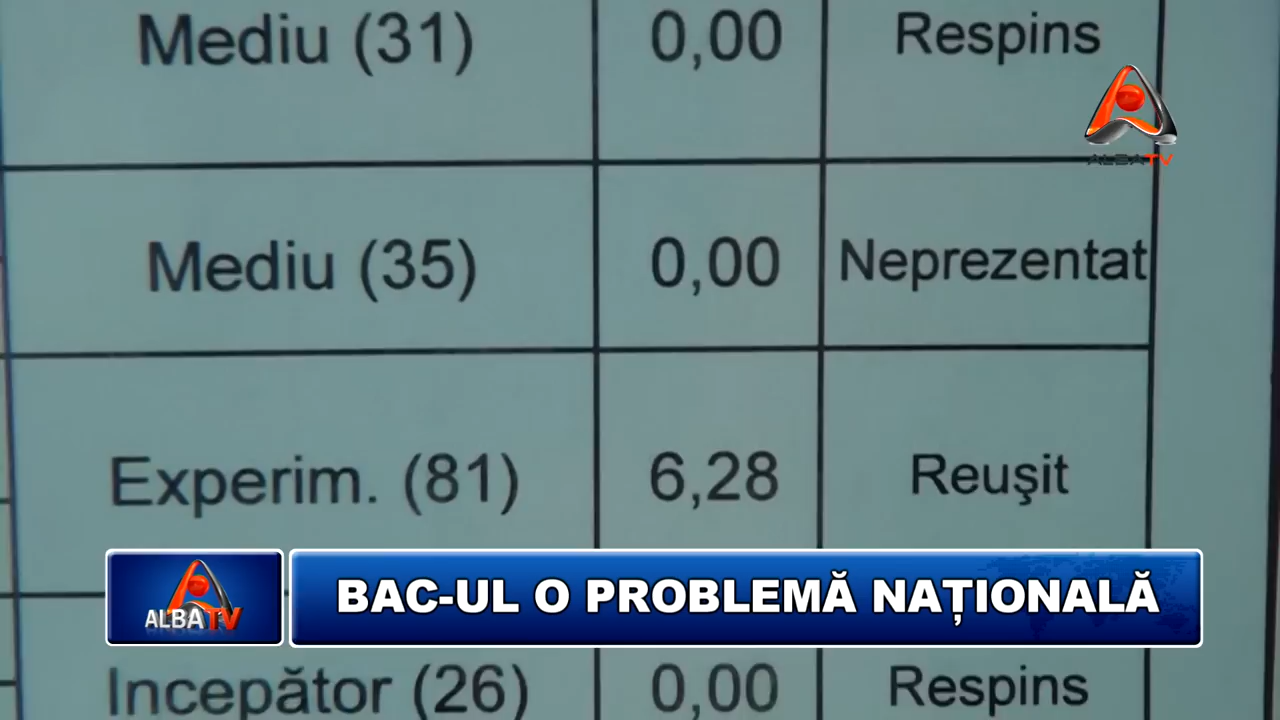 Mediu (31) 0,00 Respins
ALBATV
Mediu (35) 0,00 Neprezentat
Experim. (81) 6,28 Reuşit
ALBATV BAC-UL O PROBLEMĂ NAȚIONALĂ
Incepător (26) 0,00 Respins